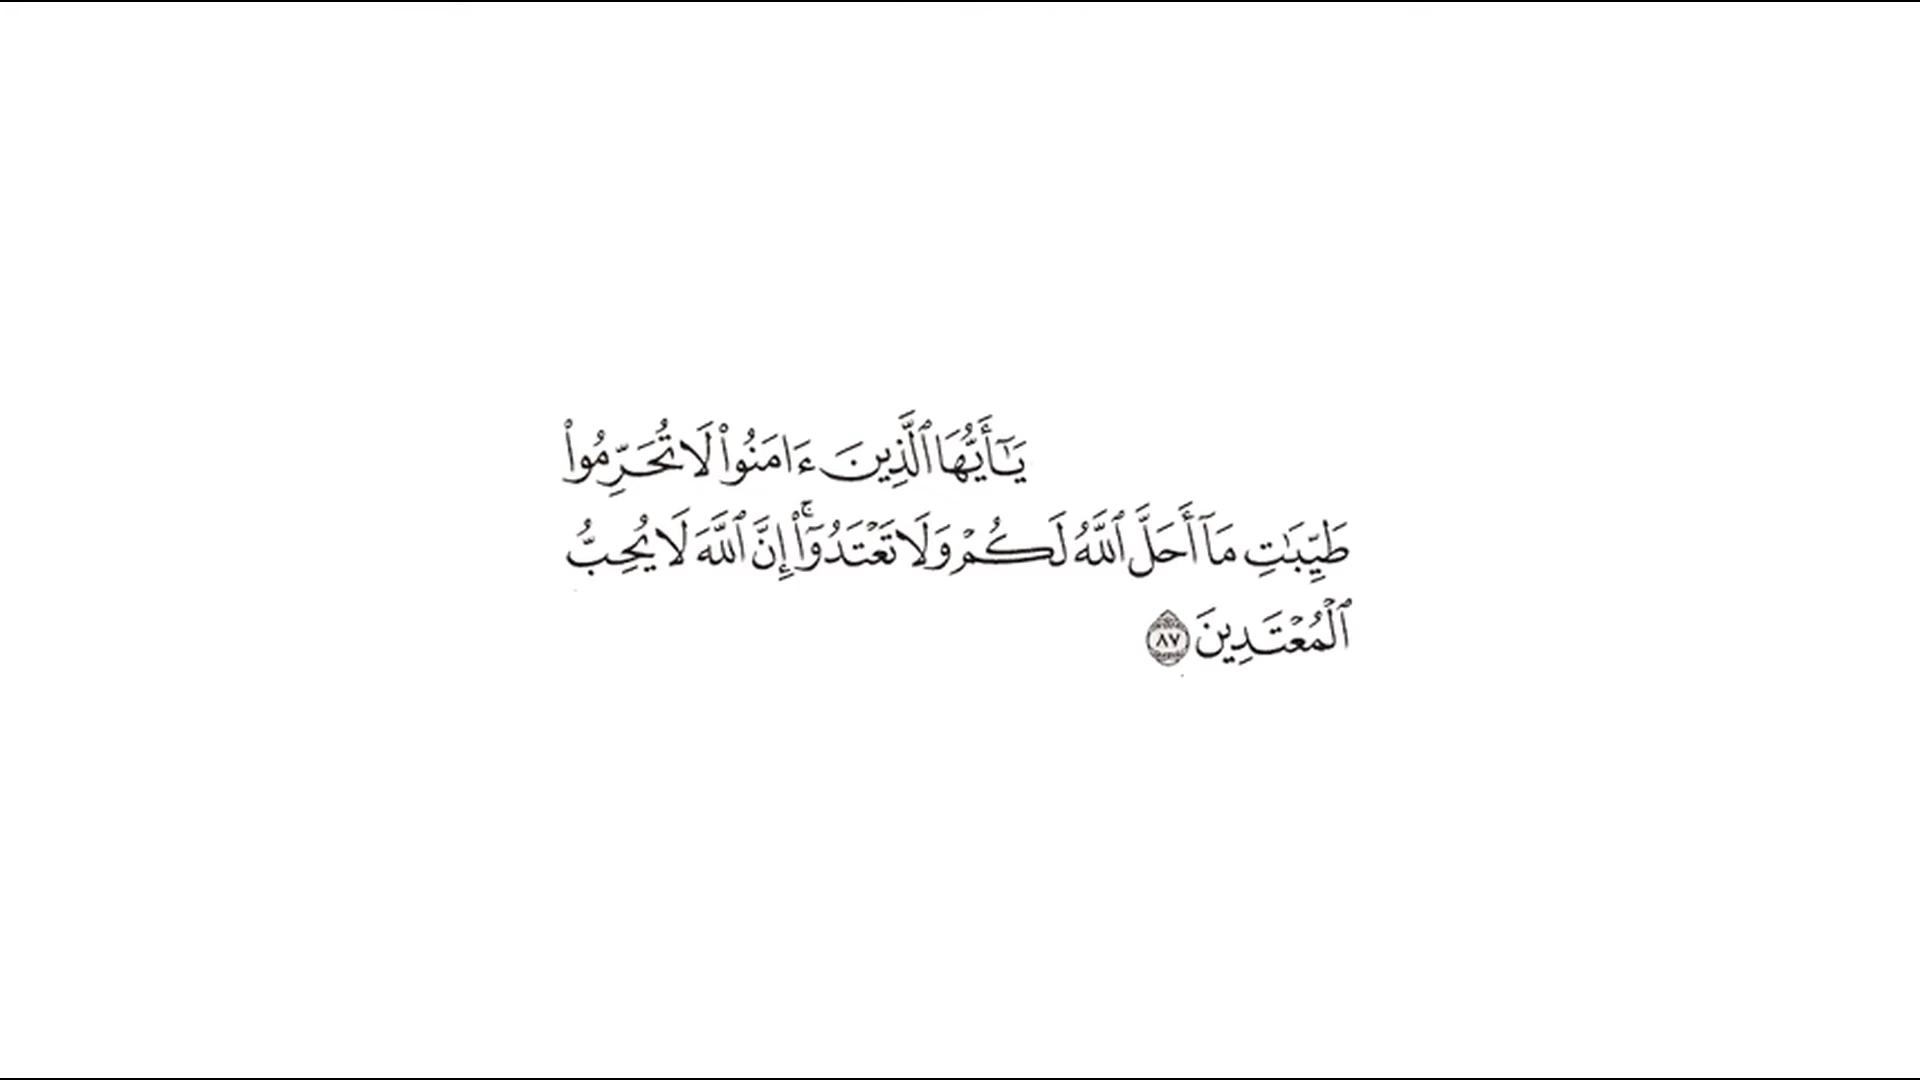 يَٰٓأَيُّهَا ٱلَّذِينَ ءَامَنُوا۟ لَا تُحَرِّمُوا۟
طَيِّبَٰتِ مَآ أَحَلَّ ٱللَّهُ لَكُمْ وَلَا تَعْتَدُوٓا۟ ۚ إِنَّ ٱللَّهَ لَا يُحِبُّ
ٱلْمُعْتَدِينَ ٨٧